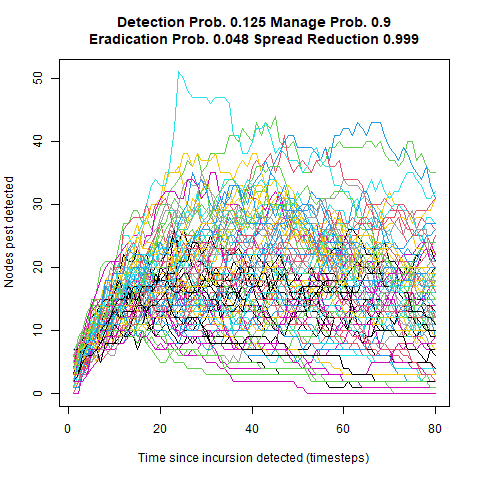 Detection Prob. 0.125 Manage Prob. 0.9
Eradication Prob. 0.048 Spread Reduction 0.999
Nodes pest detected
50
40
30
20
10
0
0
20
40
60
80
Time since incursion detected (timesteps)